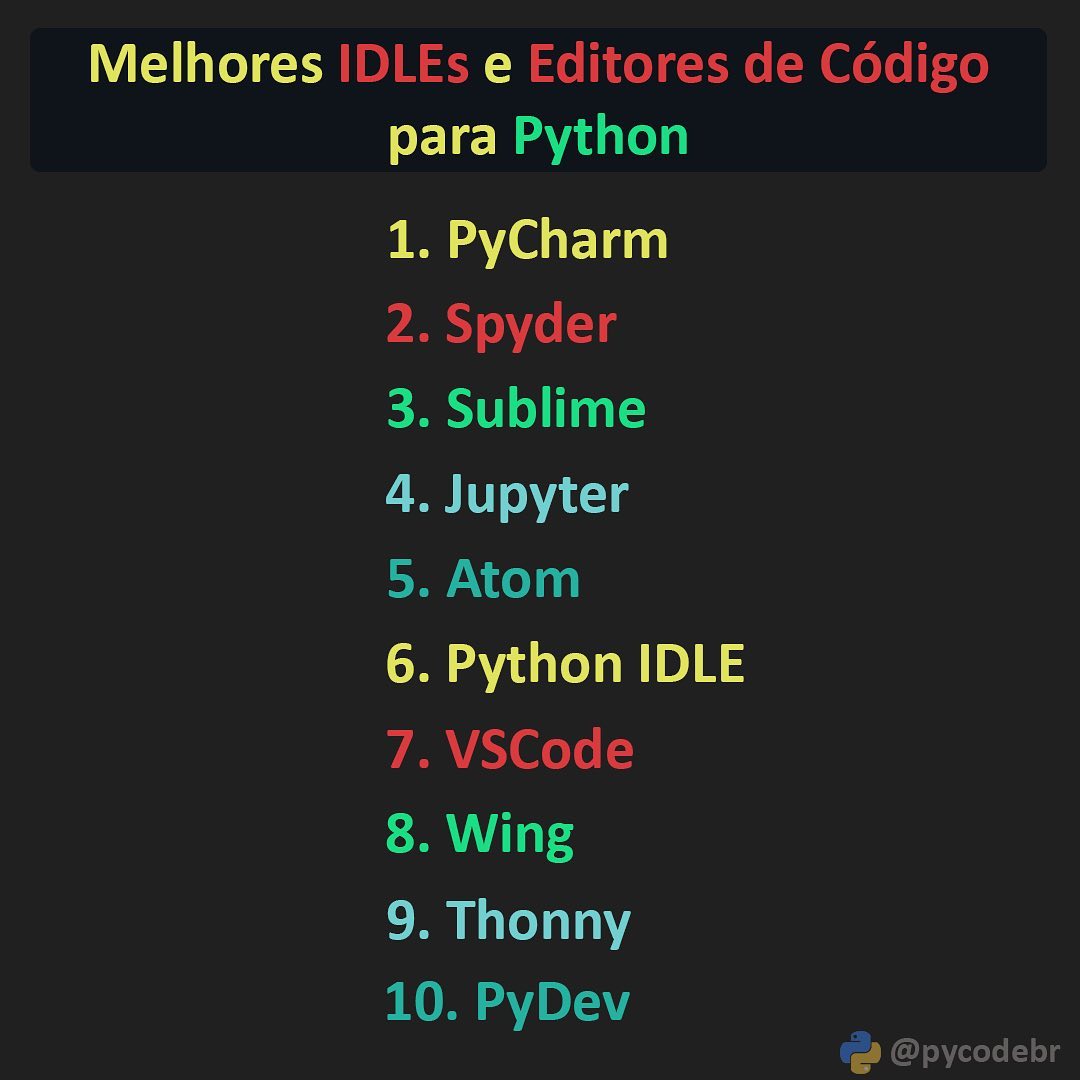 Melhores IDLEs e Editores de Código
para Python
1. PyCharm
2. Spyder
3. Sublime
4. Jupyter
5. Atom
6. Python IDLE
7. VSCode
8. Wing
9. Thonny
10. PyDev
@pycodebr